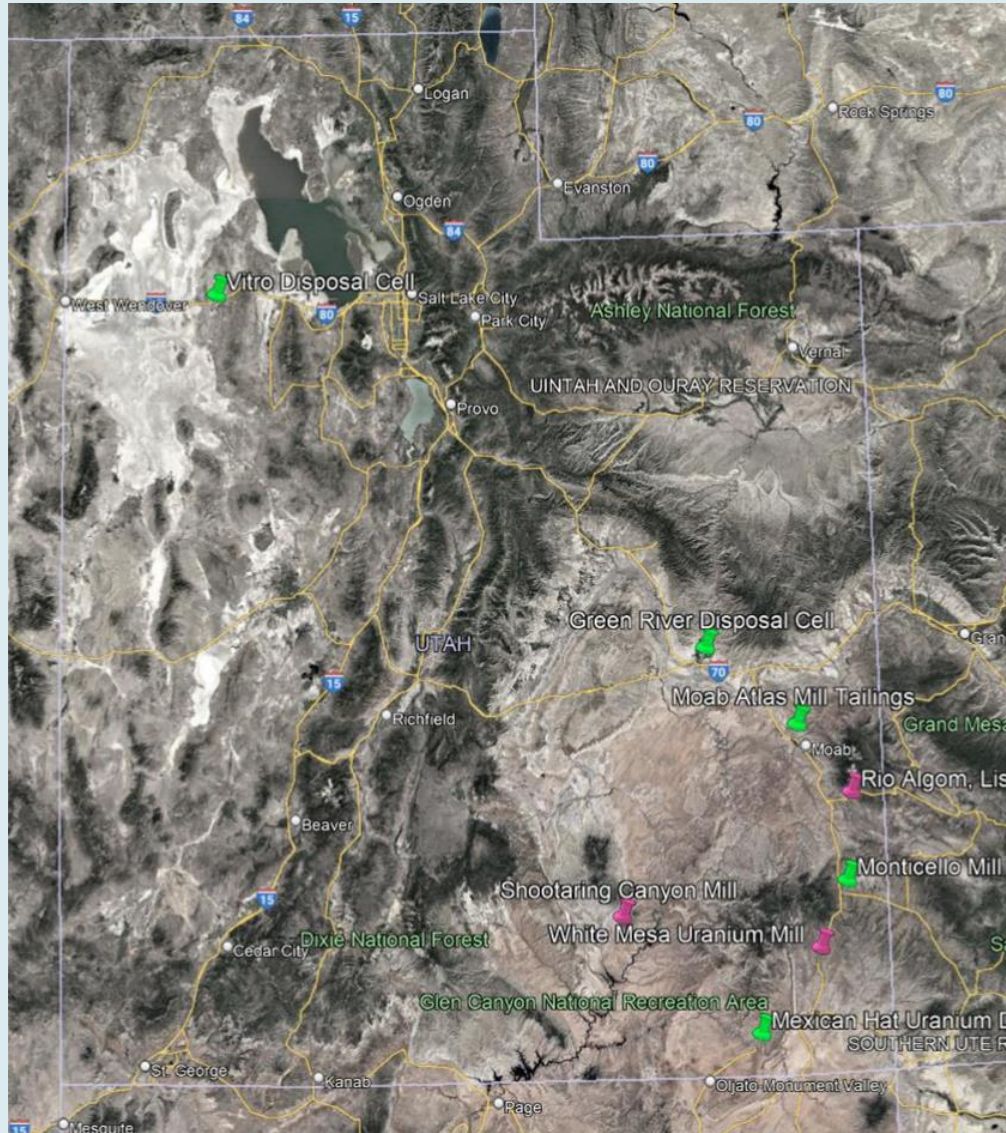 84
15
Logan
80
Rock Springs
80
80
Evanston
Ogden
84
Vitro Disposal Cell
Salt Lake City
West Wendover
80
Park City
Ashley National Forest
Vernal
UINTAH AND OURAY RESERVATION
Provo
Green River Disposal Cell
Gran
UTAH
70
15
Moab Atlas Mill Tailings
Richfield
Grand Mesa
Moab
Rio Algom, Lis
Beaver
Monticello Mill
Shootaring Canyon Mill
15
White Mesa Uranium Mill
Dixie National Forest
Cedar City
S
Glen Canyon National Recreation Area
Mexican Hat Uranium D
SOUTHERN UTE R
St. George
Kanab
Oljato-Monument Valley
Page
Mesquite
15